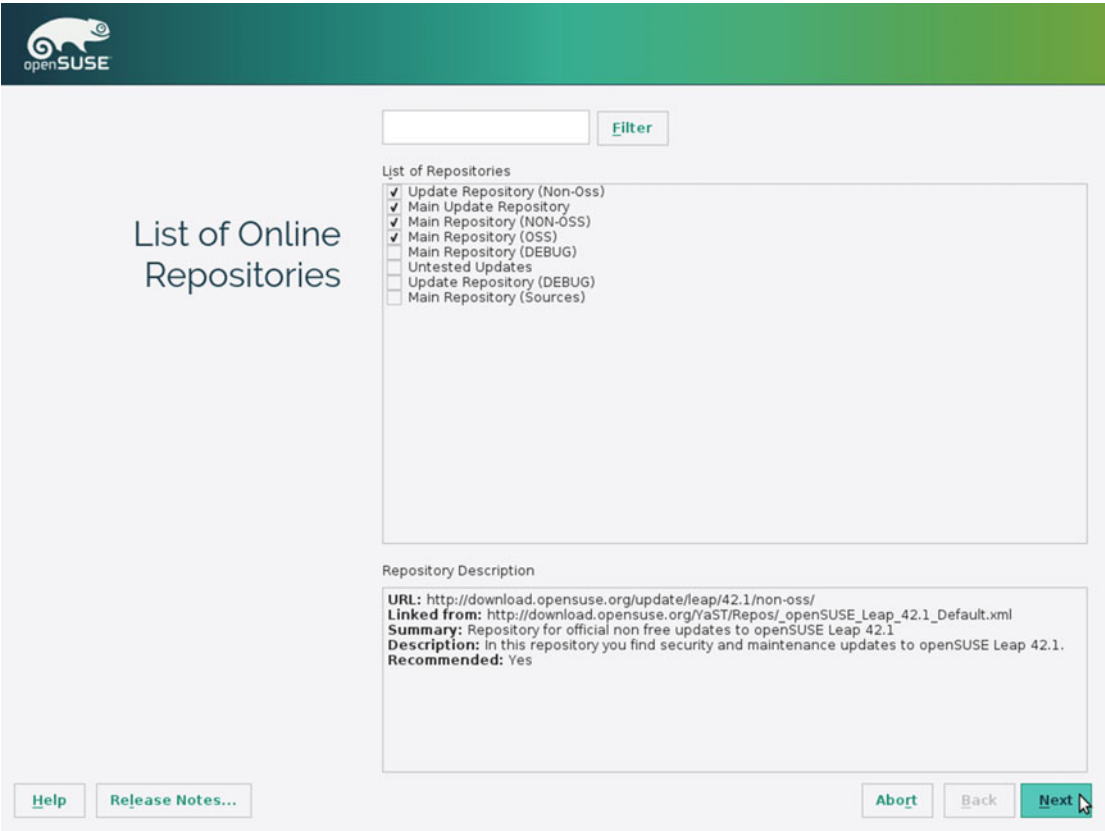 openSUSE
Filter
List of Repositories
Update Repository (Non-Oss)
Main Update Repository
Main Repository (NON-OSS)
Main Repository (OSS)
Main Repository (DEBUG)
Untested Updates
Update Repository (DEBUG)
Main Repository (Sources)
List of Online
Repositories
Repository Description
URL: http://download.opensuse.org/update/leap/42.1/non-oss/
Linked from: http://download.opensuse.org/YaST/Repos/_openSUSE_Leap_42.1_Default.xml
Summary: Repository for official non free updates to openSUSE Leap 42.1
Description: In this repository you find security and maintenance updates to openSUSE Leap 42.1.
Recommended: Yes
Help
Release Notes...
Abort
Back
Next